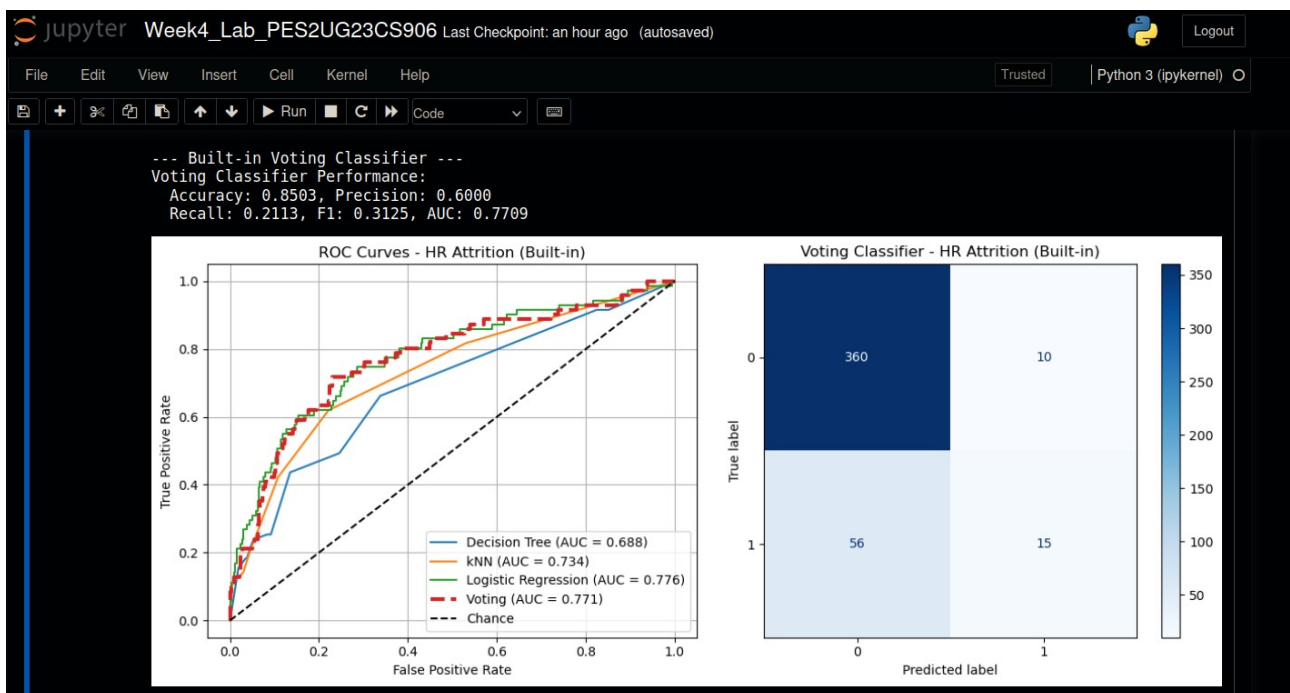 jupyter Week4_Lab_PES2UG23CS906 Last Checkpoint: an hour ago (autosaved)
Logout
File Edit View Insert Cell Kernel Help
Trusted Python 3 (ipykernel)
Run Code
--- Built-in Voting Classifier ---
Voting Classifier Performance:
Accuracy: 0.8503, Precision: 0.6000
Recall: 0.2113, F1: 0.3125, AUC: 0.7709
ROC Curves - HR Attrition (Built-in)
True Positive Rate
1.0
0.8
0.6
0.4
0.2
0.0
Decision Tree (AUC = 0.688)
kNN (AUC = 0.734)
Logistic Regression (AUC = 0.776)
Voting (AUC = 0.771)
Chance
0.0 0.2 0.4 0.6 0.8 1.0
False Positive Rate
Voting Classifier - HR Attrition (Built-in)
True label
0
360 10
1
56 15
0 1
Predicted label
350
300
250
200
150
100
50